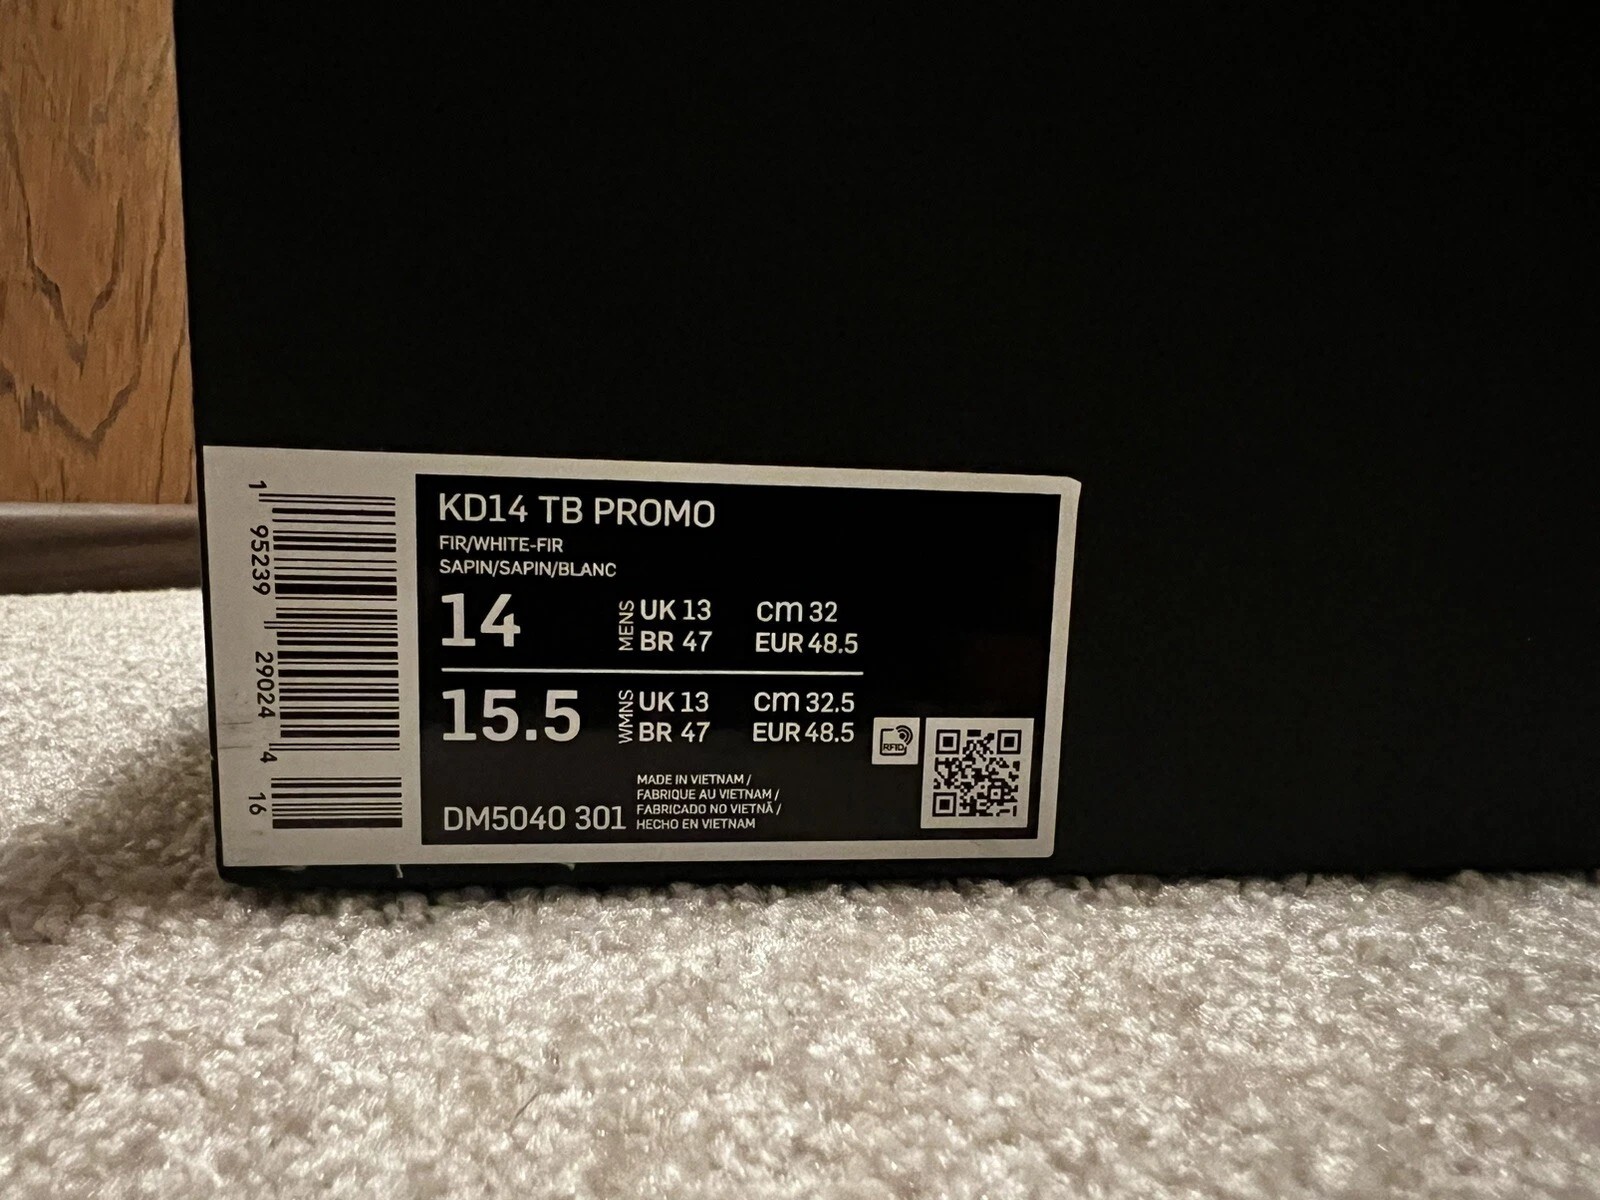 1 95239 29024 4 16
KD14 TB PROMO
FIR/WHITE-FIR
SAPIN/SAPIN/BLANC
14 MENS UK 13 cm 32
BR 47 EUR 48.5
15.5 WMNS UK 13 cm 32.5
BR 47 EUR 48.5
RFID
MADE IN VIETNAM /
FABRIQUE AU VIETNAM /
FABRICADO NO VIETNÃ /
HECHO EN VIETNAM
DM5040 301